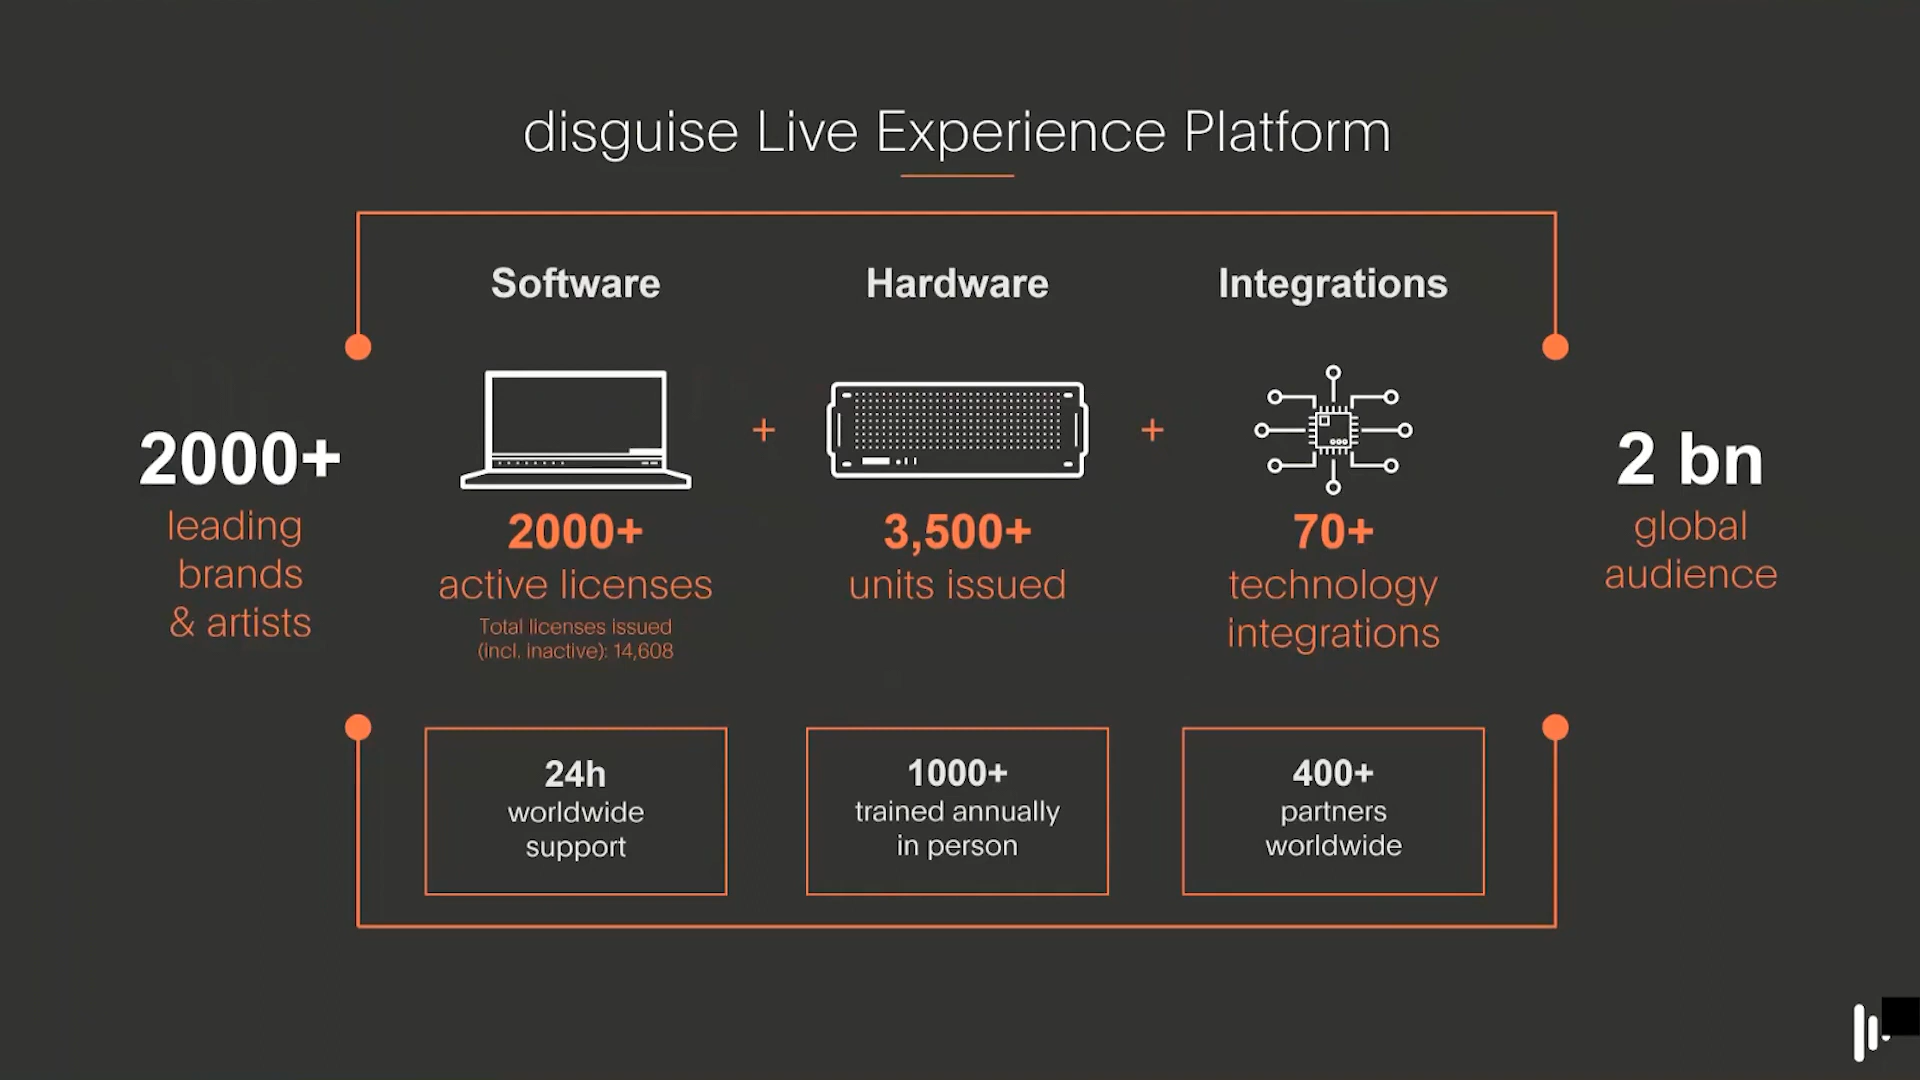 disguise Live Experience Platform
Software
Hardware
Integrations
2000+
leading
brands
& artists
+
+
2000+
active licenses
Total licenses issued
(incl. inactive): 14,608
3,500+
units issued
70+
technology
integrations
2 bn
global
audience
24h
worldwide
support
1000+
trained annually
in person
400+
partners
worldwide